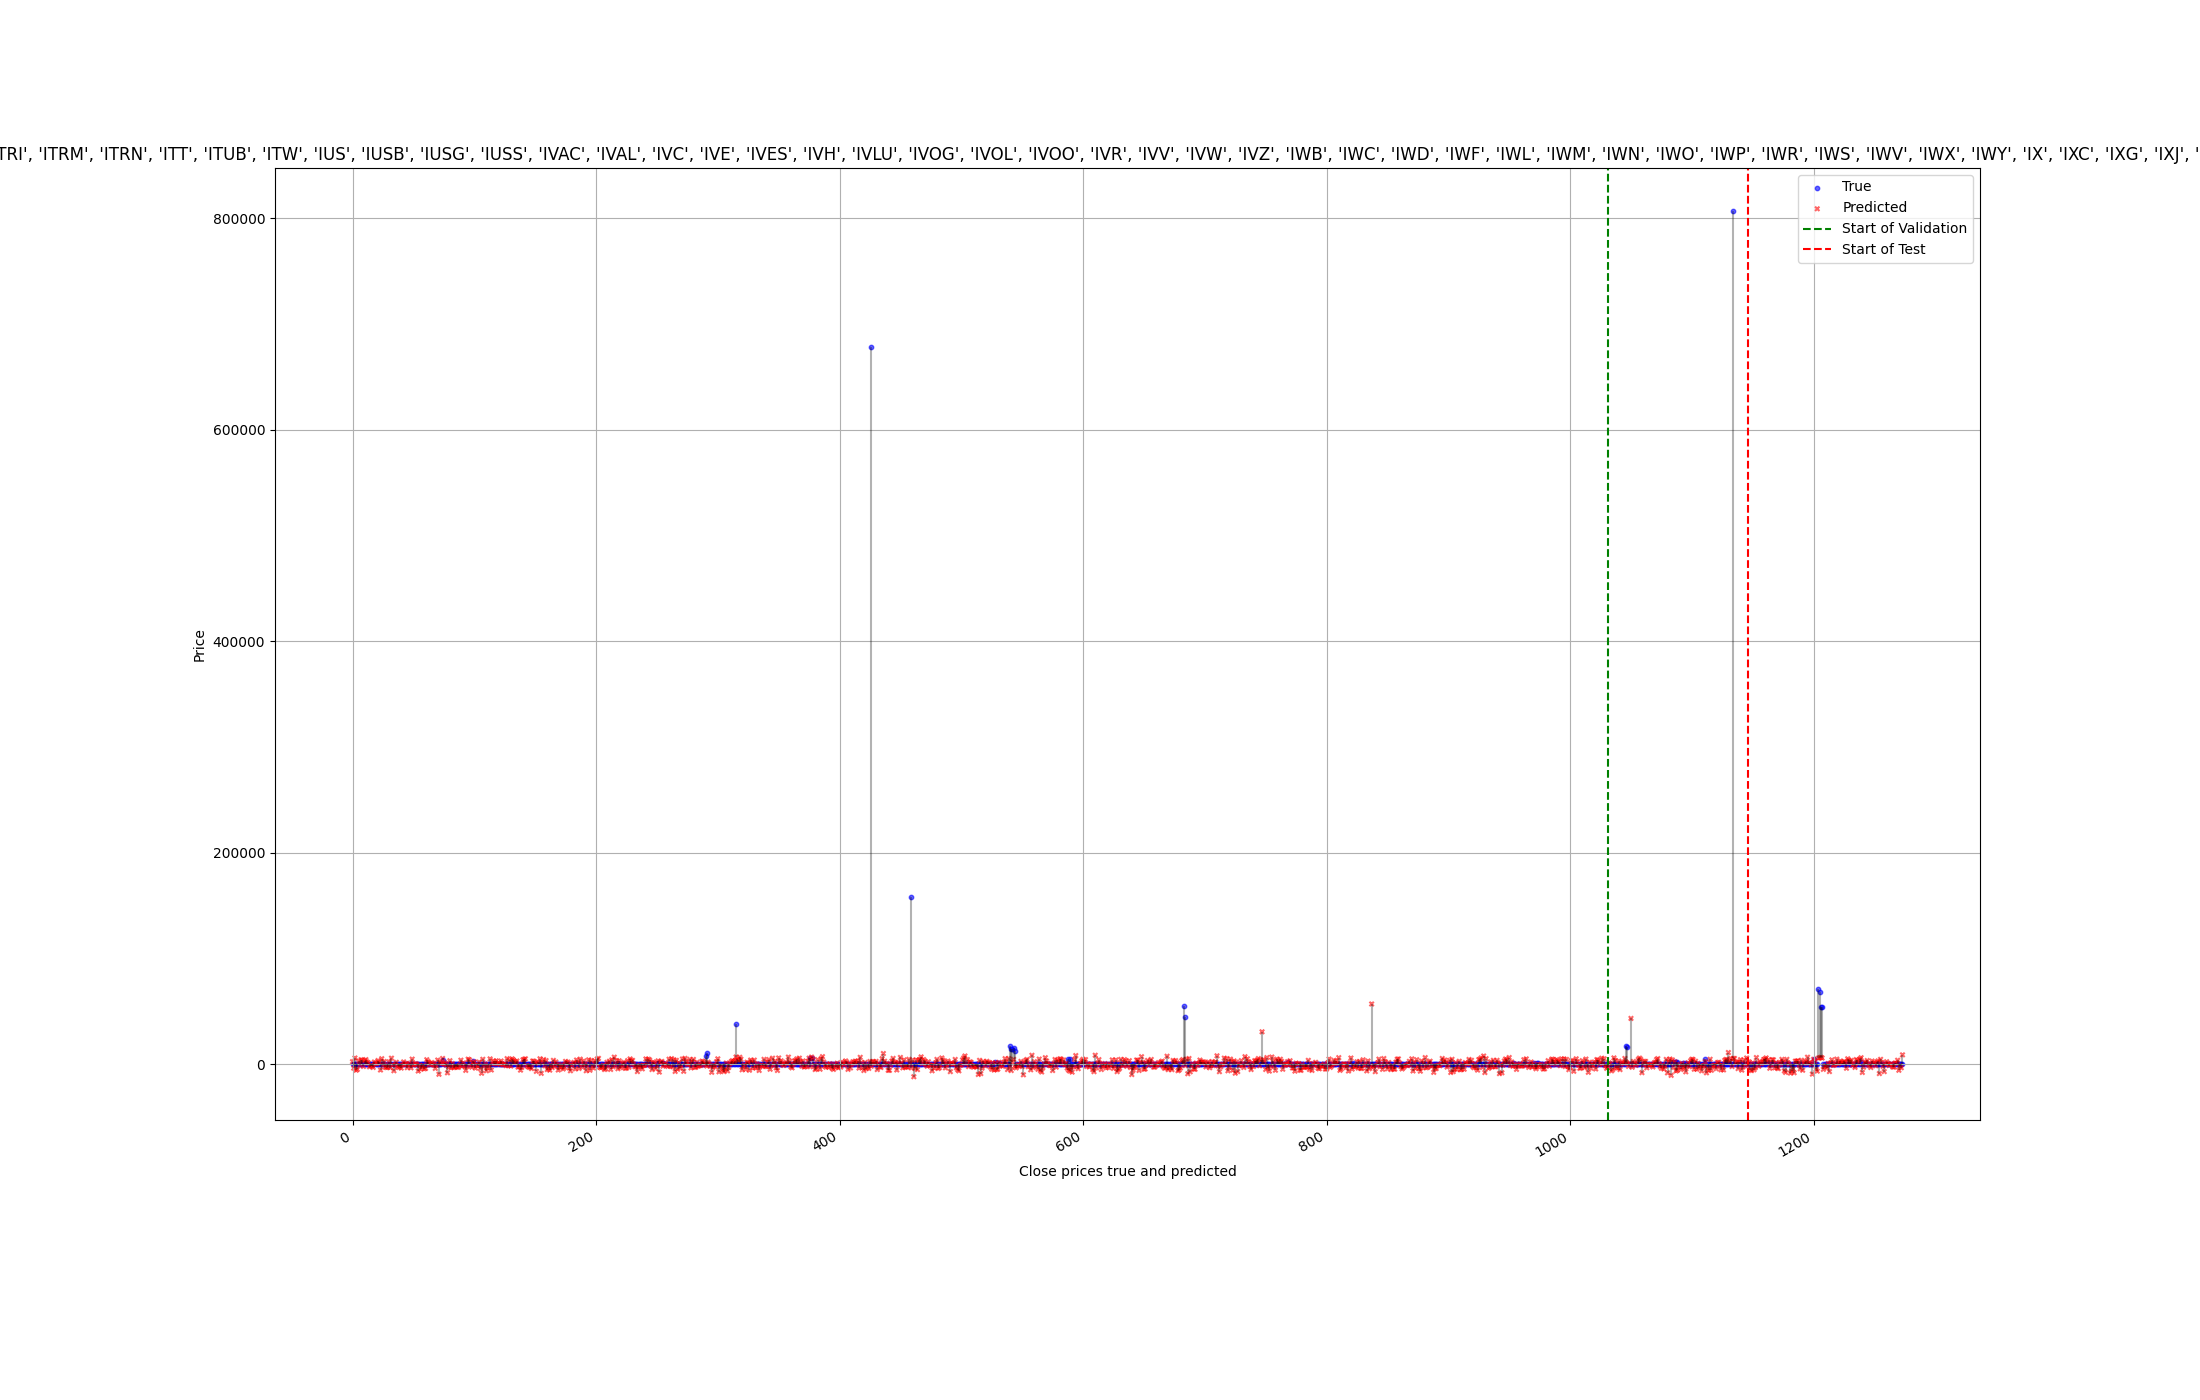 TRI', 'ITRM', 'ITRN', 'ITT', 'ITUB', 'ITW', 'IUS', 'IUSB', 'IUSG', 'IUSS', 'IVAC', 'IVAL', 'IVC', 'IVE', 'IVES', 'IVH', 'IVLU', 'IVOG', 'IVOL', 'IVOO', 'IVR', 'IVV', 'IVW', 'IVZ', 'IWB', 'IWC', 'IWD', 'IWF', 'IWL', 'IWM', 'IWN', 'IWO', 'IWP', 'IWR', 'IWS', 'IWV', 'IWX', 'IWY', 'IX', 'IXC', 'IXG', 'IXJ', '
True
Predicted
Start of Validation
Start of Test
800000
600000
400000
200000
0
Price
0
200
400
600
800
1000
1200
Close prices true and predicted